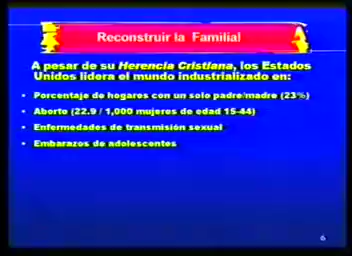 Reconstruir la Familial
A pesar de su Herencia Cristiana, los Estados
Unidos lidera el mundo industrializado en:
• Porcentaje de hogares con un solo padre/madre (23%)
• Aborto (22.9 / 1,000 mujeres de edad 15-44)
• Enfermedades de transmisión sexual
• Embarazos de adolescentes
6